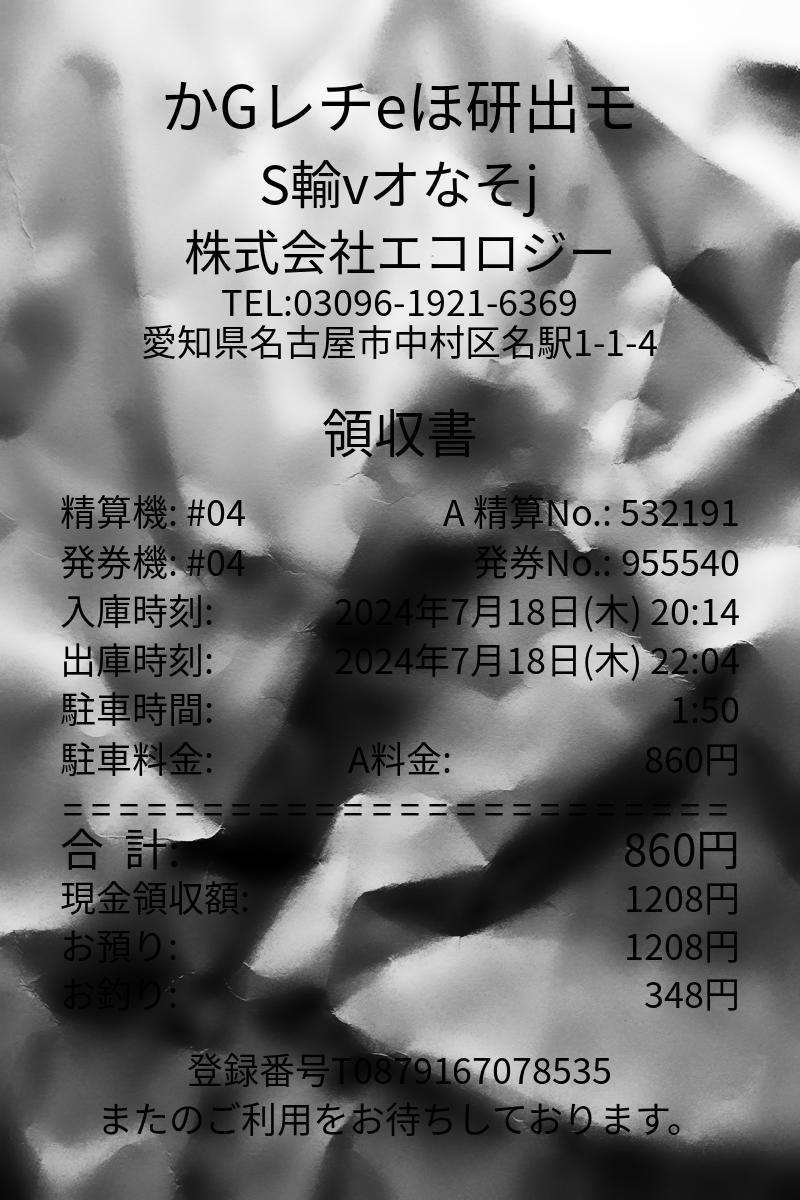 かGレチeほ研出モ
S輸vオなそj
株式会社エコロジー
TEL:03096-1921-6369
愛知県名古屋市中村区名駅1-1-4
領収書
精算機: #04 A 精算No.: 532191
発券機: #04 発券No.: 955540
入庫時刻: 2024年7月18日(木) 20:14
出庫時刻: 2024年7月18日(木) 22:04
駐車時間: 1:50
駐車料金: A料金: 860円
========================
合 計: 860円
現金領収額: 1208円
お預り: 1208円
お釣り: 348円
登録番号T0879167078535
またのご利用をお待ちしております。